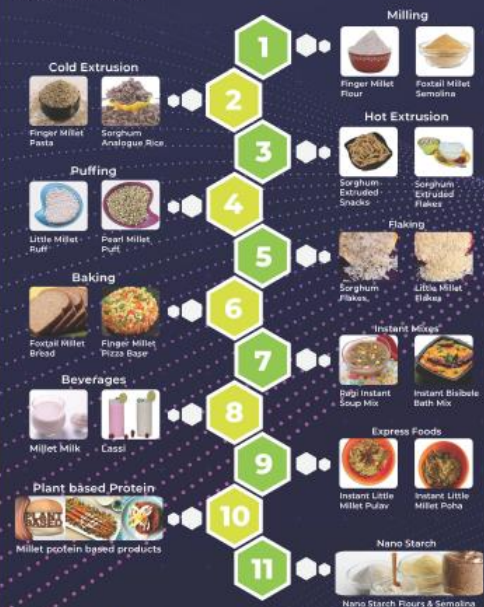 1
Milling
Finger Millet
Flour
Foxtail Millet
Semolina
Cold Extrusion
2
Finger Millet
Pasta
Sorghum
Analogue Rice
3
Hot Extrusion
Sorghum
Extruded
Snacks
Sorghum
Extruded
Flakes
Puffing
4
Little Millet
Puff
Pearl Millet
Puff
5
Flaking
Sorghum
Flakes
Little Millet
Flakes
Baking
6
Foxtail Millet
Bread
Finger Millet
Pizza Base
7
Instant Mixes
Ragi Instant
Soup Mix
Instant Bisibele
Bath Mix
Beverages
8
Millet Milk
Lassi
9
Express Foods
Instant Little
Millet Pulav
Instant Little
Millet Poha
Plant based Protein
10
PLANT
BASED
Millet protein based products
11
Nano Starch
Nano Starch Flours & Semolina